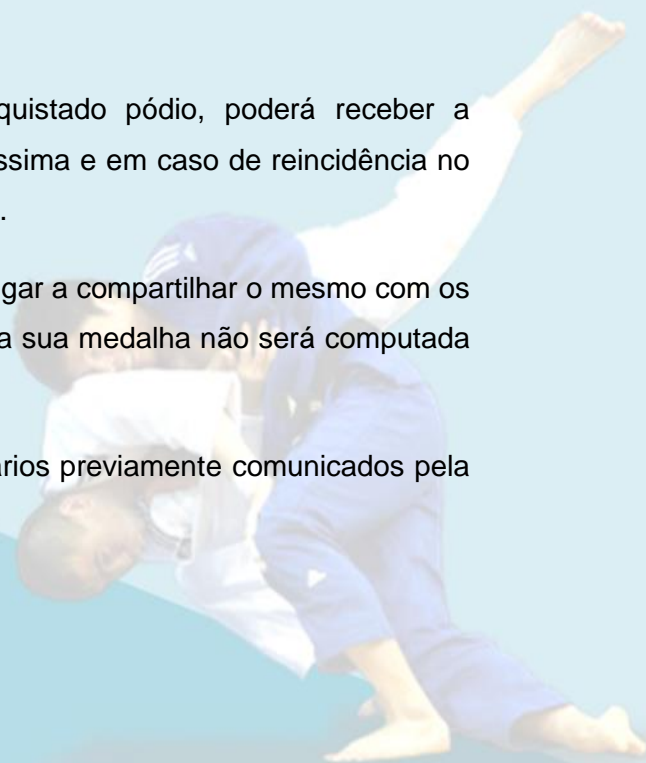 quistado pódio, poderá receber a
ssima e em caso de reincidência no
.
gar a compartilhar o mesmo com os
a sua medalha não será computada
rios previamente comunicados pela